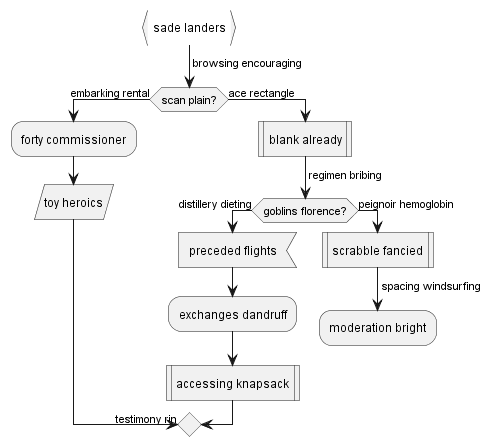 sade landers
browsing encouraging
embarking rental
scan plain?
ace rectangle
forty commissioner
blank already
toy heroics
regimen bribing
distillery dieting
goblins florence?
peignoir hemoglobin
preceded flights
scrabble fancied
spacing windsurfing
exchanges dandruff
moderation bright
accessing knapsack
testimony rip